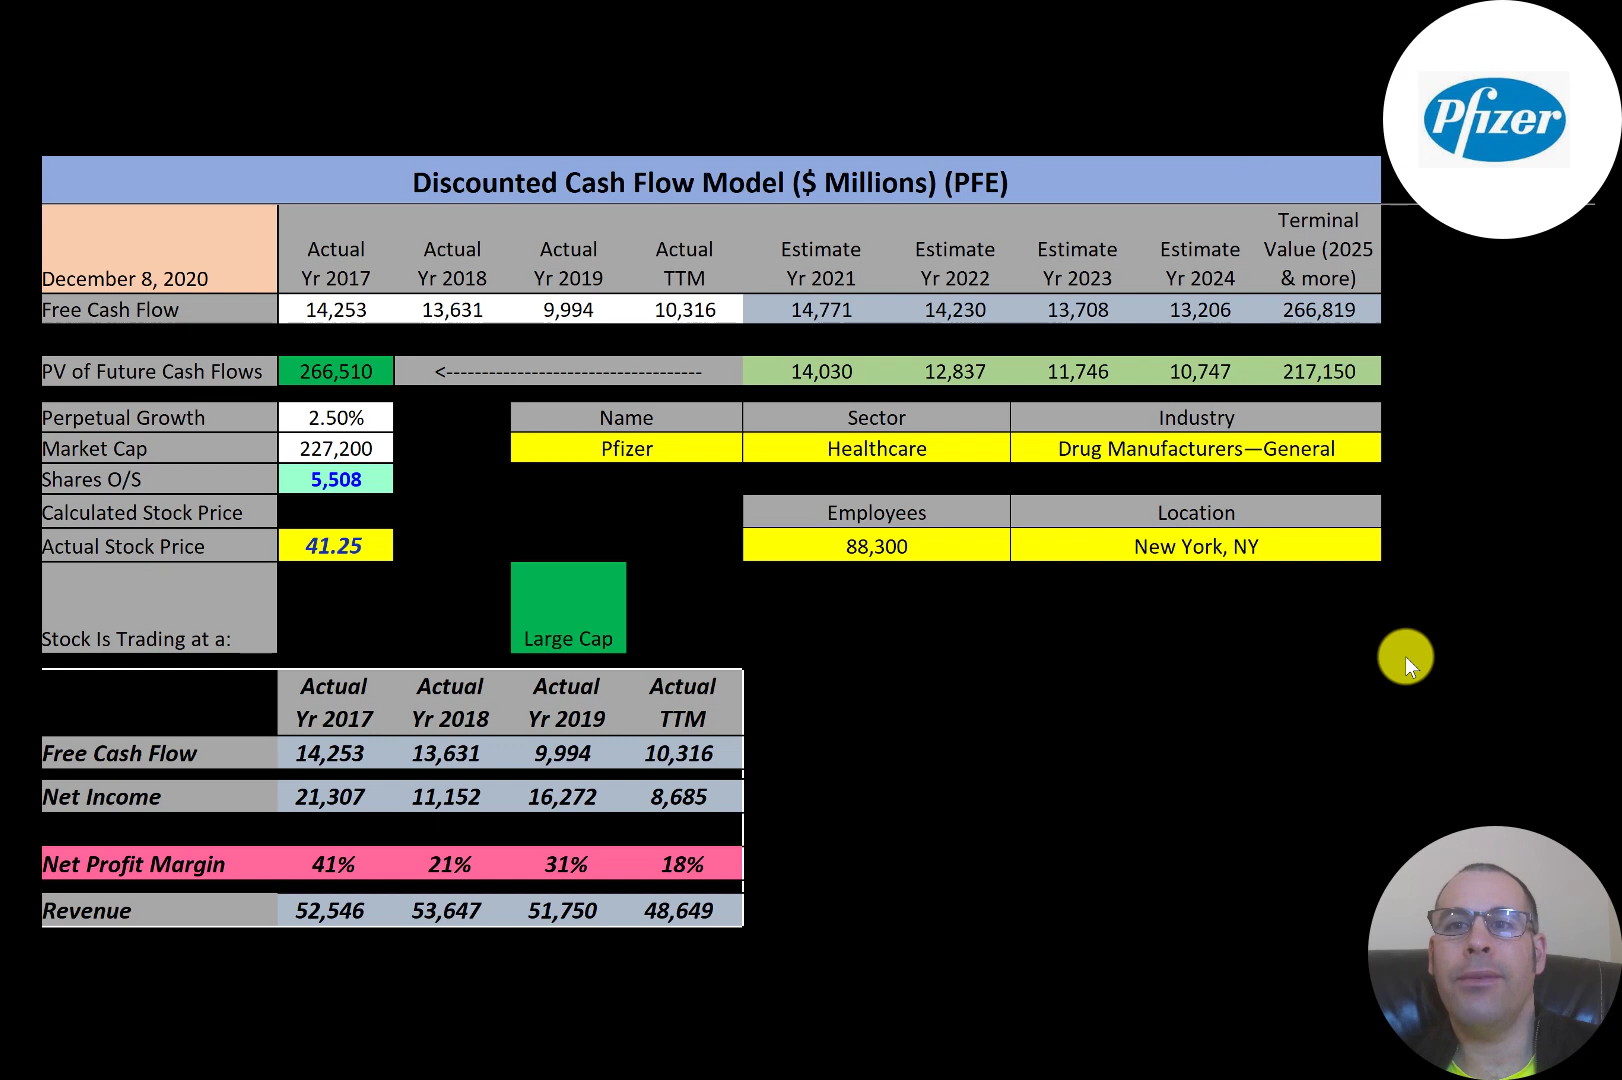 Pfizer
Discounted Cash Flow Model ($ Millions) (PFE)
December 8, 2020 Actual Yr 2017 Actual Yr 2018 Actual Yr 2019 Actual TTM Estimate Yr 2021 Estimate Yr 2022 Estimate Yr 2023 Estimate Yr 2024 Terminal Value (2025 & more)
Free Cash Flow 14,253 13,631 9,994 10,316 14,771 14,230 13,708 13,206 266,819
PV of Future Cash Flows 266,510 <------------------------------------ 14,030 12,837 11,746 10,747 217,150
Perpetual Growth 2.50% Name Sector Industry
Market Cap 227,200 Pfizer Healthcare Drug Manufacturers—General
Shares O/S 5,508
Calculated Stock Price Employees Location
Actual Stock Price 41.25 88,300 New York, NY
Stock Is Trading at a: Large Cap
Actual Yr 2017 Actual Yr 2018 Actual Yr 2019 Actual TTM
Free Cash Flow 14,253 13,631 9,994 10,316
Net Income 21,307 11,152 16,272 8,685
Net Profit Margin 41% 21% 31% 18%
Revenue 52,546 53,647 51,750 48,649